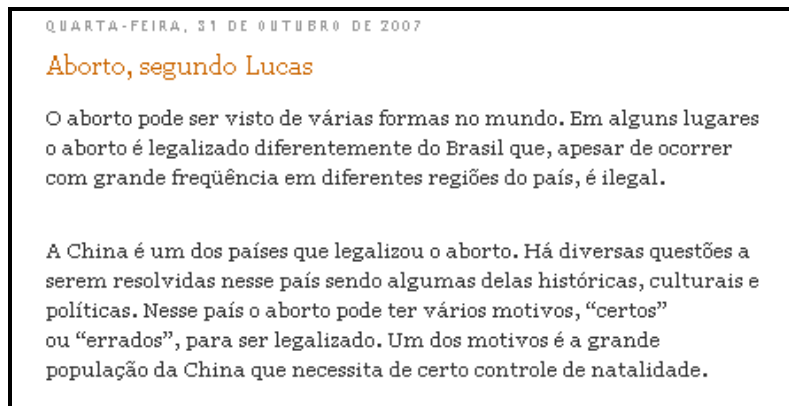 QUARTA-FEIRA, 31 DE OUTUBRO DE 2007
Aborto, segundo Lucas
O aborto pode ser visto de várias formas no mundo. Em alguns lugares
o aborto é legalizado diferentemente do Brasil que, apesar de ocorrer
com grande freqüência em diferentes regiões do país, é ilegal.
A China é um dos países que legalizou o aborto. Há diversas questões a
serem resolvidas nesse país sendo algumas delas históricas, culturais e
políticas. Nesse país o aborto pode ter vários motivos, “certos”
ou “errados”, para ser legalizado. Um dos motivos é a grande
população da China que necessita de certo controle de natalidade.